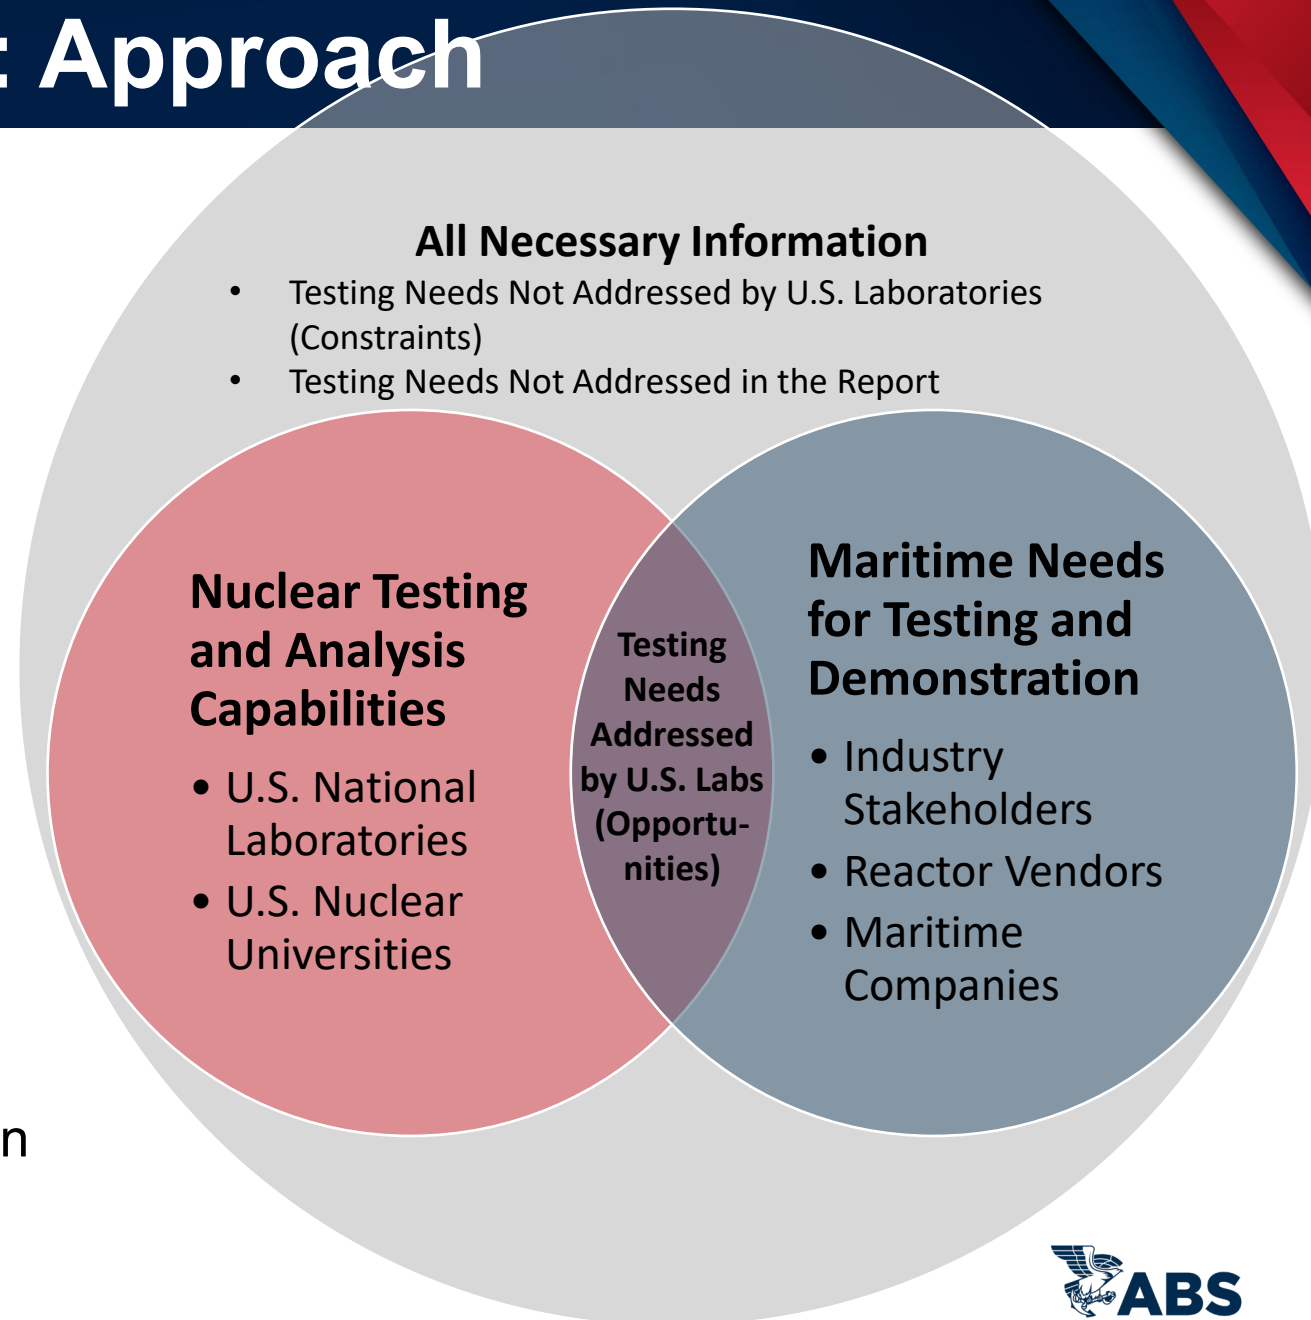 : Approach
All Necessary Information
• Testing Needs Not Addressed by U.S. Laboratories
(Constraints)
• Testing Needs Not Addressed in the Report
Nuclear Testing
and Analysis
Capabilities
• U.S. National
Laboratories
• U.S. Nuclear
Universities
Testing
Needs
Addressed
by U.S. Labs
(Opportu-
nities)
Maritime Needs
for Testing and
Demonstration
• Industry
Stakeholders
• Reactor Vendors
• Maritime
Companies
n
ABS